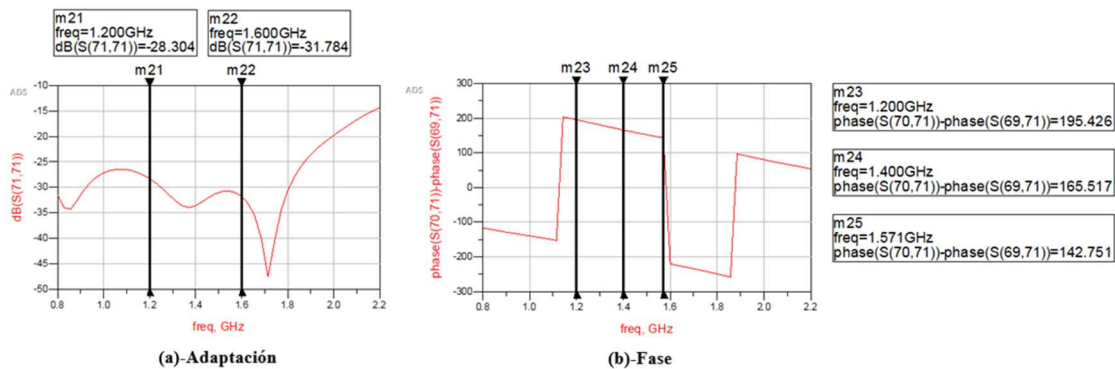 m21
freq=1.200GHz
dB(S(71,71))=-28.304
m22
freq=1.600GHz
dB(S(71,71))=-31.784
m21
m22
ADS
-10
-15
-20
-25
-30
-35
-40
-45
-50
dB(S(71,71))
0.8 1.0 1.2 1.4 1.6 1.8 2.0 2.2
freq, GHz
(a)-Adaptación
m23 m24 m25
ADS
300
200
100
0
-100
-200
-300
phase(S(70,71))-phase(S(69,71))
0.8 1.0 1.2 1.4 1.6 1.8 2.0 2.2
freq, GHz
(b)-Fase
m23
freq=1.200GHz
phase(S(70,71))-phase(S(69,71))=195.426
m24
freq=1.400GHz
phase(S(70,71))-phase(S(69,71))=165.517
m25
freq=1.571GHz
phase(S(70,71))-phase(S(69,71))=142.751